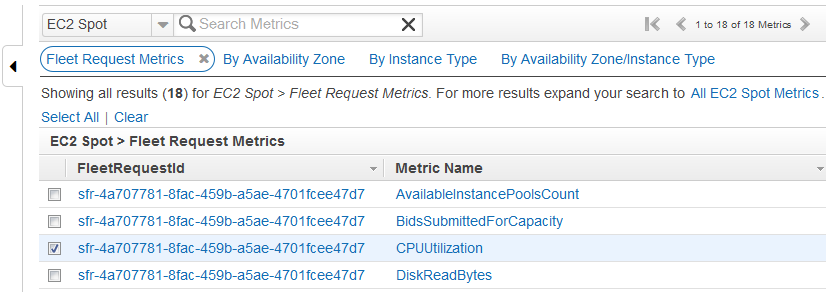 EC2 Spot Search Metrics 1 to 18 of 18 Metrics
Fleet Request Metrics By Availability Zone By Instance Type By Availability Zone/Instance Type
Showing all results (18) for EC2 Spot > Fleet Request Metrics. For more results expand your search to All EC2 Spot Metrics.
Select All | Clear
EC2 Spot > Fleet Request Metrics
FleetRequestId Metric Name
sfr-4a707781-8fac-459b-a5ae-4701fcee47d7 AvailableInstancePoolsCount
sfr-4a707781-8fac-459b-a5ae-4701fcee47d7 BidsSubmittedForCapacity
sfr-4a707781-8fac-459b-a5ae-4701fcee47d7 CPUUtilization
sfr-4a707781-8fac-459b-a5ae-4701fcee47d7 DiskReadBytes